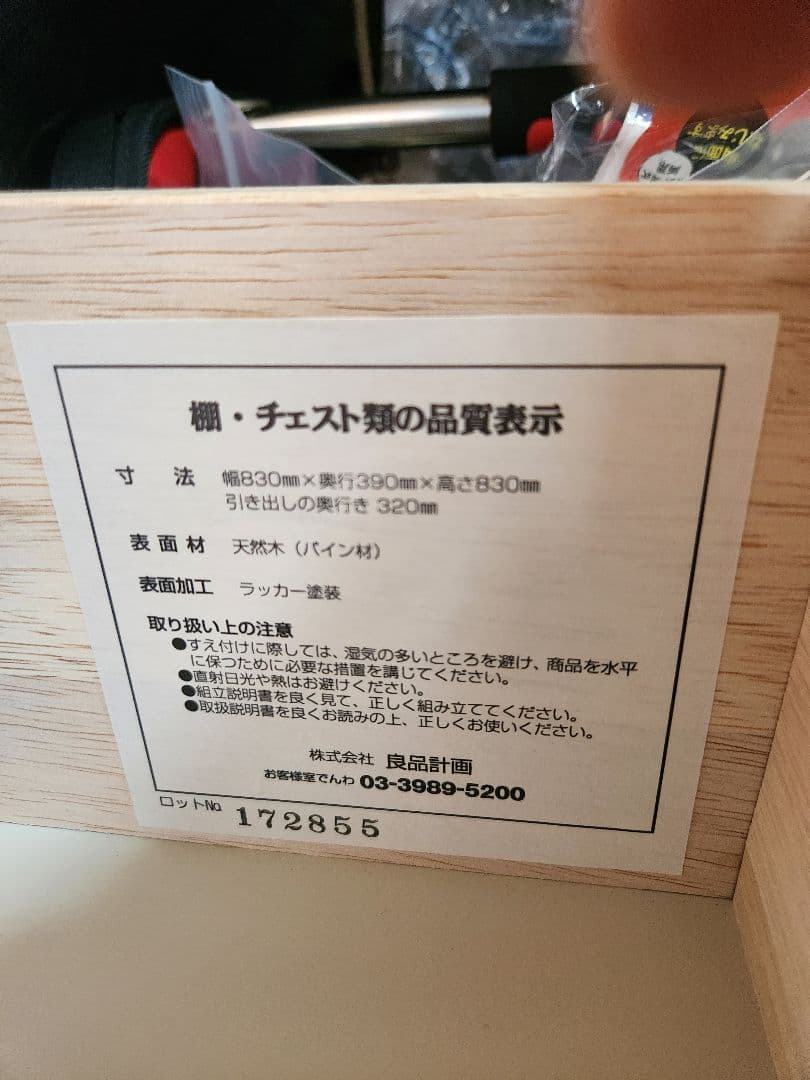 棚・チェスト類の品質表示
寸法 幅830㎜×奥行390㎜×高さ830㎜
引き出しの奥行き 320㎜
表面材 天然木（パイン材）
表面加工 ラッカー塗装
取り扱い上の注意
●すえ付けに際しては、湿気の多いところを避け、商品を水平
に保つために必要な措置を講じてください。
●直射日光や熱はお避けください。
●組立説明書を良く見て、正しく組み立ててください。
●取扱説明書を良くお読みの上、正しくお使いください。
株式会社 良品計画
お客様室でんわ 03-3989-5200
ロット№ 172855